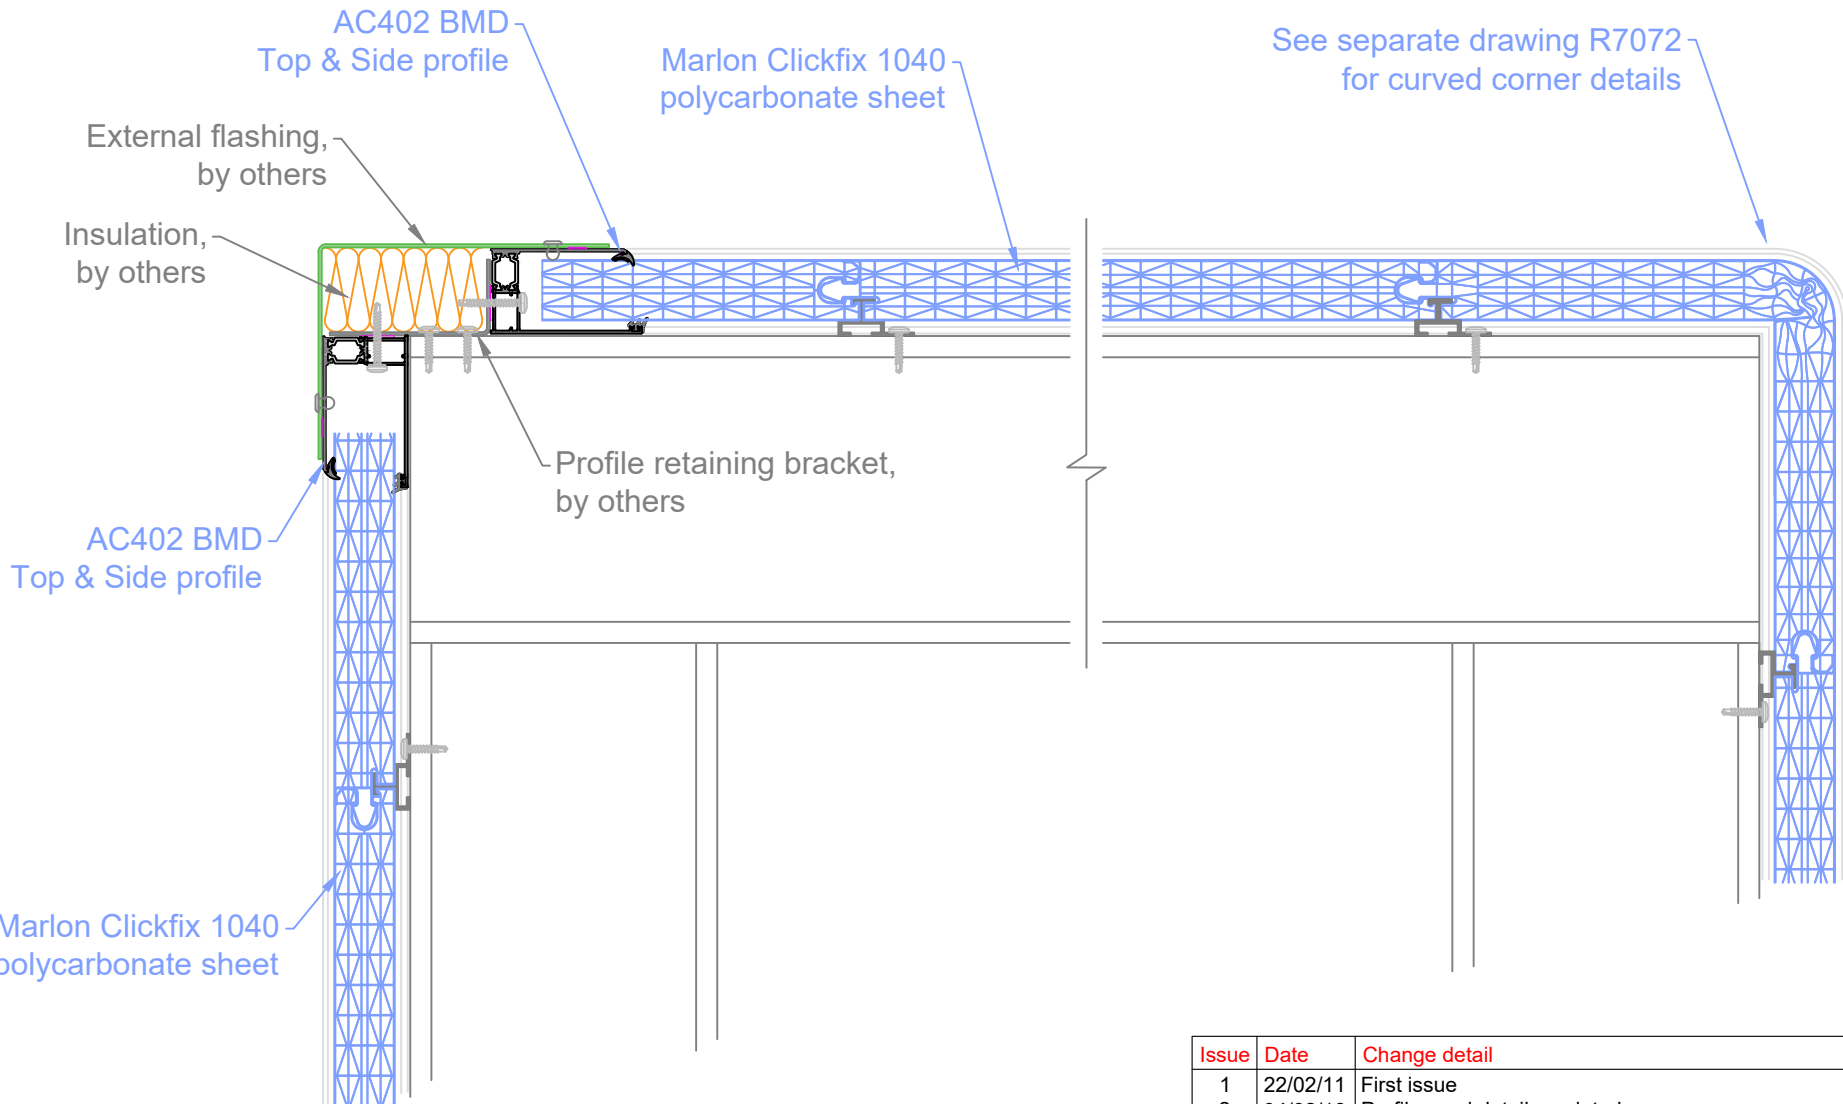 AC402 BMD
Top & Side profile
Marlon Clickfix 1040
polycarbonate sheet
See separate drawing R7072
for curved corner details
External flashing,
by others
Insulation,
by others
Profile retaining bracket,
by others
AC402 BMD
Top & Side profile
Marlon Clickfix 1040
polycarbonate sheet
Issue Date Change detail
1 22/02/11 First issue